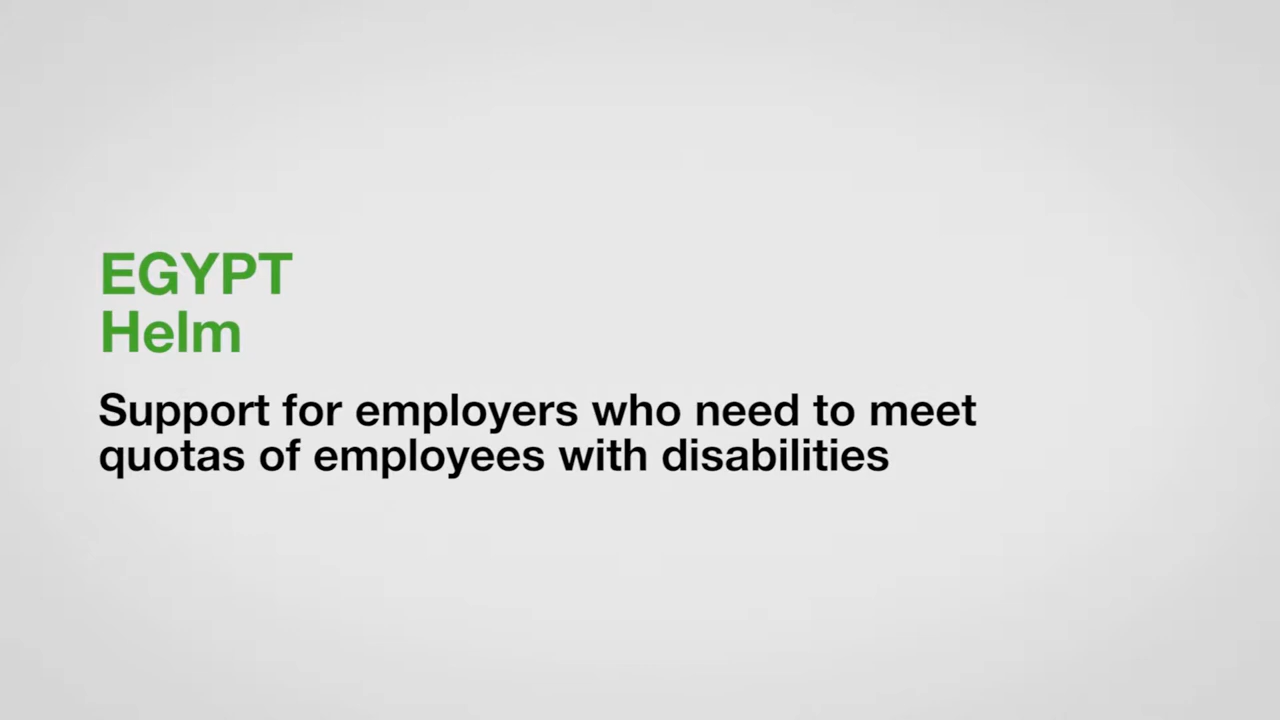 EGYPT
Helm
Support for employers who need to meet
quotas of employees with disabilities